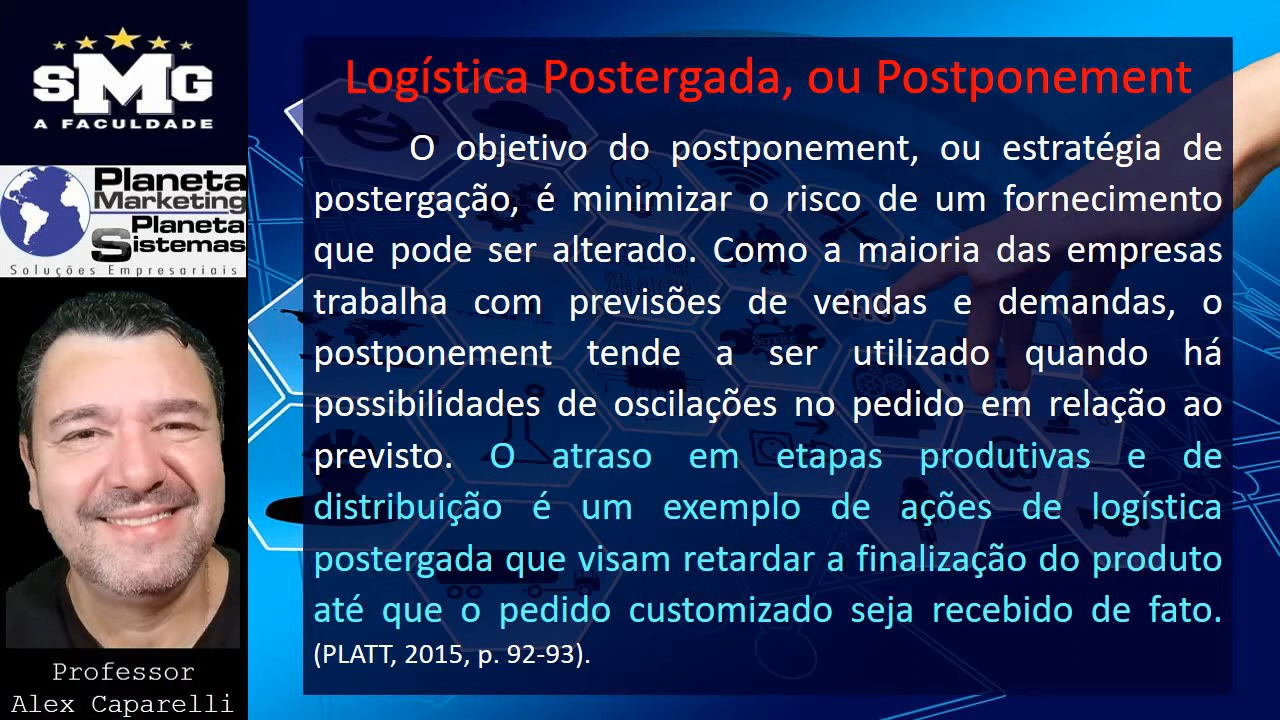 SMG
A FACULDADE
Planeta
Marketing
Planeta
Sistemas
Soluções Empresariais
Professor
Alex Caparelli
Logística Postergada, ou Postponement
O objetivo do postponement, ou estratégia de
postergação, é minimizar o risco de um fornecimento
que pode ser alterado. Como a maioria das empresas
trabalha com previsões de vendas e demandas, o
postponement tende a ser utilizado quando há
possibilidades de oscilações no pedido em relação ao
previsto. O atraso em etapas produtivas e de
distribuição é um exemplo de ações de logística
postergada que visam retardar a finalização do produto
até que o pedido customizado seja recebido de fato.
(PLATT, 2015, p. 92-93).